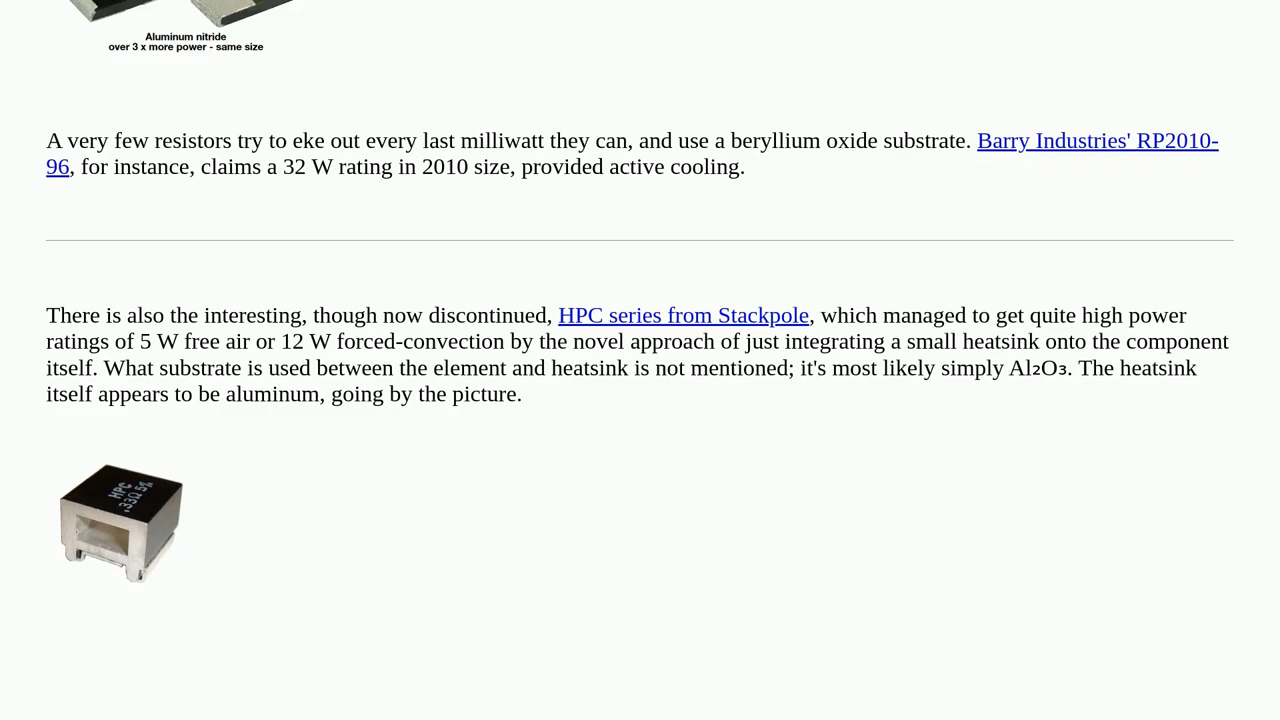 Aluminum nitride
over 3 x more power - same size
A very few resistors try to eke out every last milliwatt they can, and use a beryllium oxide substrate. Barry Industries' RP2010-
96, for instance, claims a 32 W rating in 2010 size, provided active cooling.
There is also the interesting, though now discontinued, HPC series from Stackpole, which managed to get quite high power
ratings of 5 W free air or 12 W forced-convection by the novel approach of just integrating a small heatsink onto the component
itself. What substrate is used between the element and heatsink is not mentioned; it's most likely simply Al₂O₃. The heatsink
itself appears to be aluminum, going by the picture.
HPC
.33Ω 5%